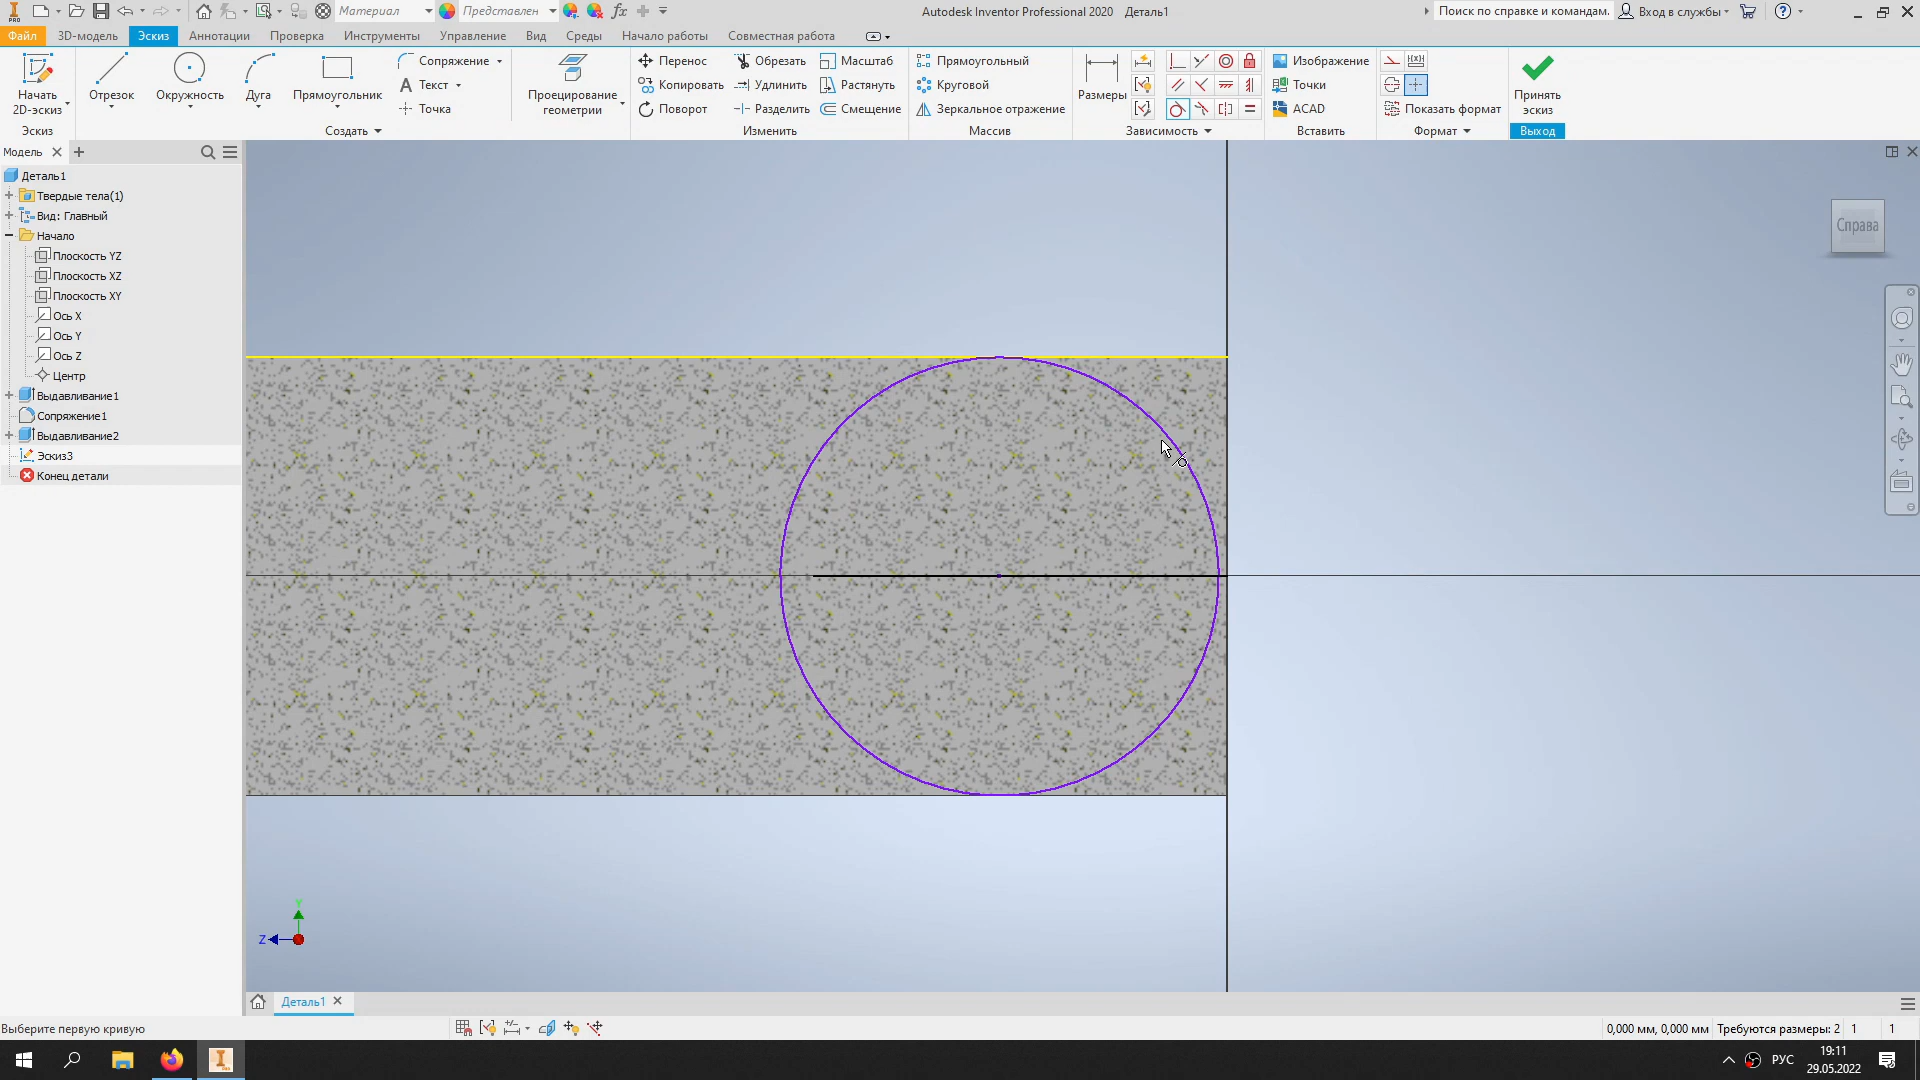 PRO
Материал
Представлен
fx
Autodesk Inventor Professional 2020 Деталь1
Поиск по справке и командам.
Вход в службы
Файл
3D-модель
Эскиз
Аннотации
Проверка
Инструменты
Управление
Вид
Среды
Начало работы
Совместная работа
Начать
2D-эскиз
Эскиз
Отрезок
Окружность
Дуга
Прямоугольник
Сопряжение
Текст
Точка
Создать
Проецирование
геометрии
Перенос
Копировать
Поворот
Обрезать
Удлинить
Разделить
Масштаб
Растянуть
Смещение
Изменить
Прямоугольный
Круговой
Зеркальное отражение
Массив
Размеры
Зависимость
Изображение
Точки
ACAD
Вставить
Показать формат
Формат
Принять
эскиз
Выход
Модель
Деталь1
Твердые тела(1)
Вид: Главный
Начало
Плоскость YZ
Плоскость XZ
Плоскость XY
Ось X
Ось Y
Ось Z
Центр
Выдавливание1
Сопряжение1
Выдавливание2
Эскиз3
Конец детали
Справа
Y
Z
Деталь1
Выберите первую кривую
0,000 мм, 0,000 мм
Требуются размеры: 2
1
1
РУС
19:11
29.05.2022